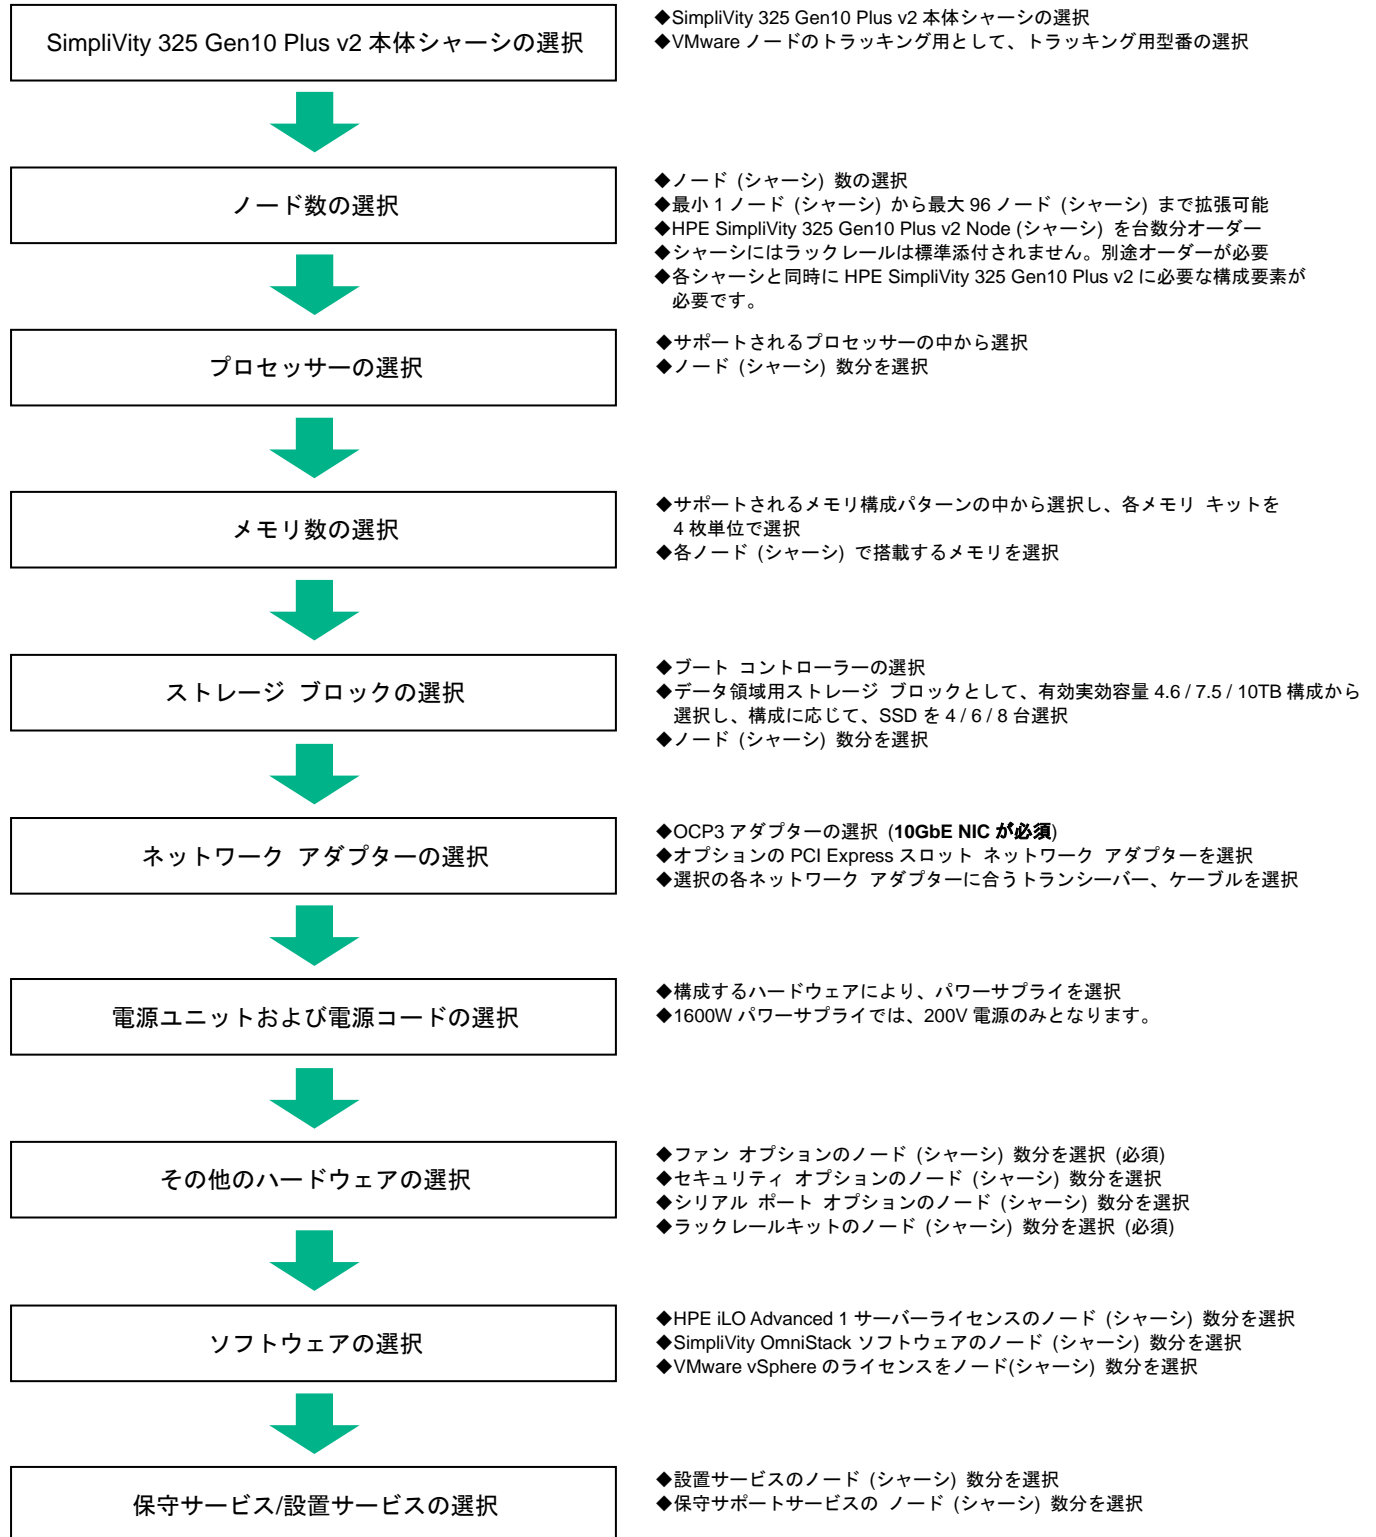 SimpliVity 325 Gen10 Plus v2 本体シャーシの選択
◆SimpliVity 325 Gen10 Plus v2 本体シャーシの選択
◆VMware ノードのトラッキング用として、トラッキング用型番の選択
ノード数の選択
◆ノード (シャーシ) 数の選択
◆最小 1 ノード (シャーシ) から最大 96 ノード (シャーシ) まで拡張可能
◆HPE SimpliVity 325 Gen10 Plus v2 Node (シャーシ) を台数分オーダー
◆シャーシにはラックレールは標準添付されません。別途オーダーが必要
◆各シャーシと同時に HPE SimpliVity 325 Gen10 Plus v2 に必要な構成要素が
必要です。
プロセッサーの選択
◆サポートされるプロセッサーの中から選択
◆ノード (シャーシ) 数分を選択
メモリ数の選択
◆サポートされるメモリ構成パターンの中から選択し、各メモリ キットを
4 枚単位で選択
◆各ノード (シャーシ) で搭載するメモリを選択
ストレージ ブロックの選択
◆ブート コントローラーの選択
◆データ領域用ストレージ ブロックとして、有効実効容量 4.6 / 7.5 / 10TB 構成から
選択し、構成に応じて、SSD を 4 / 6 / 8 台選択
◆ノード (シャーシ) 数分を選択
ネットワーク アダプターの選択
◆OCP3 アダプターの選択 (10GbE NIC が必須)
◆オプションの PCI Express スロット ネットワーク アダプターを選択
◆選択の各ネットワーク アダプターに合うトランシーバー、ケーブルを選択
電源ユニットおよび電源コードの選択
◆構成するハードウェアにより、パワーサプライを選択
◆1600W パワーサプライでは、200V 電源のみとなります。
その他のハードウェアの選択
◆ファン オプションのノード (シャーシ) 数分を選択 (必須)
◆セキュリティ オプションのノード (シャーシ) 数分を選択
◆シリアル ポート オプションのノード (シャーシ) 数分を選択
◆ラックレールキットのノード (シャーシ) 数分を選択 (必須)
ソフトウェアの選択
◆HPE iLO Advanced 1 サーバーライセンスのノード (シャーシ) 数分を選択
◆SimpliVity OmniStack ソフトウェアのノード (シャーシ) 数分を選択
◆VMware vSphere のライセンスをノード(シャーシ) 数分を選択
保守サービス/設置サービスの選択
◆設置サービスのノード (シャーシ) 数分を選択
◆保守サポートサービスの ノード (シャーシ) 数分を選択